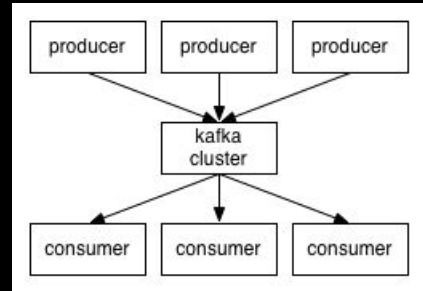 producer
producer
producer
kafka
cluster
consumer
consumer
consumer